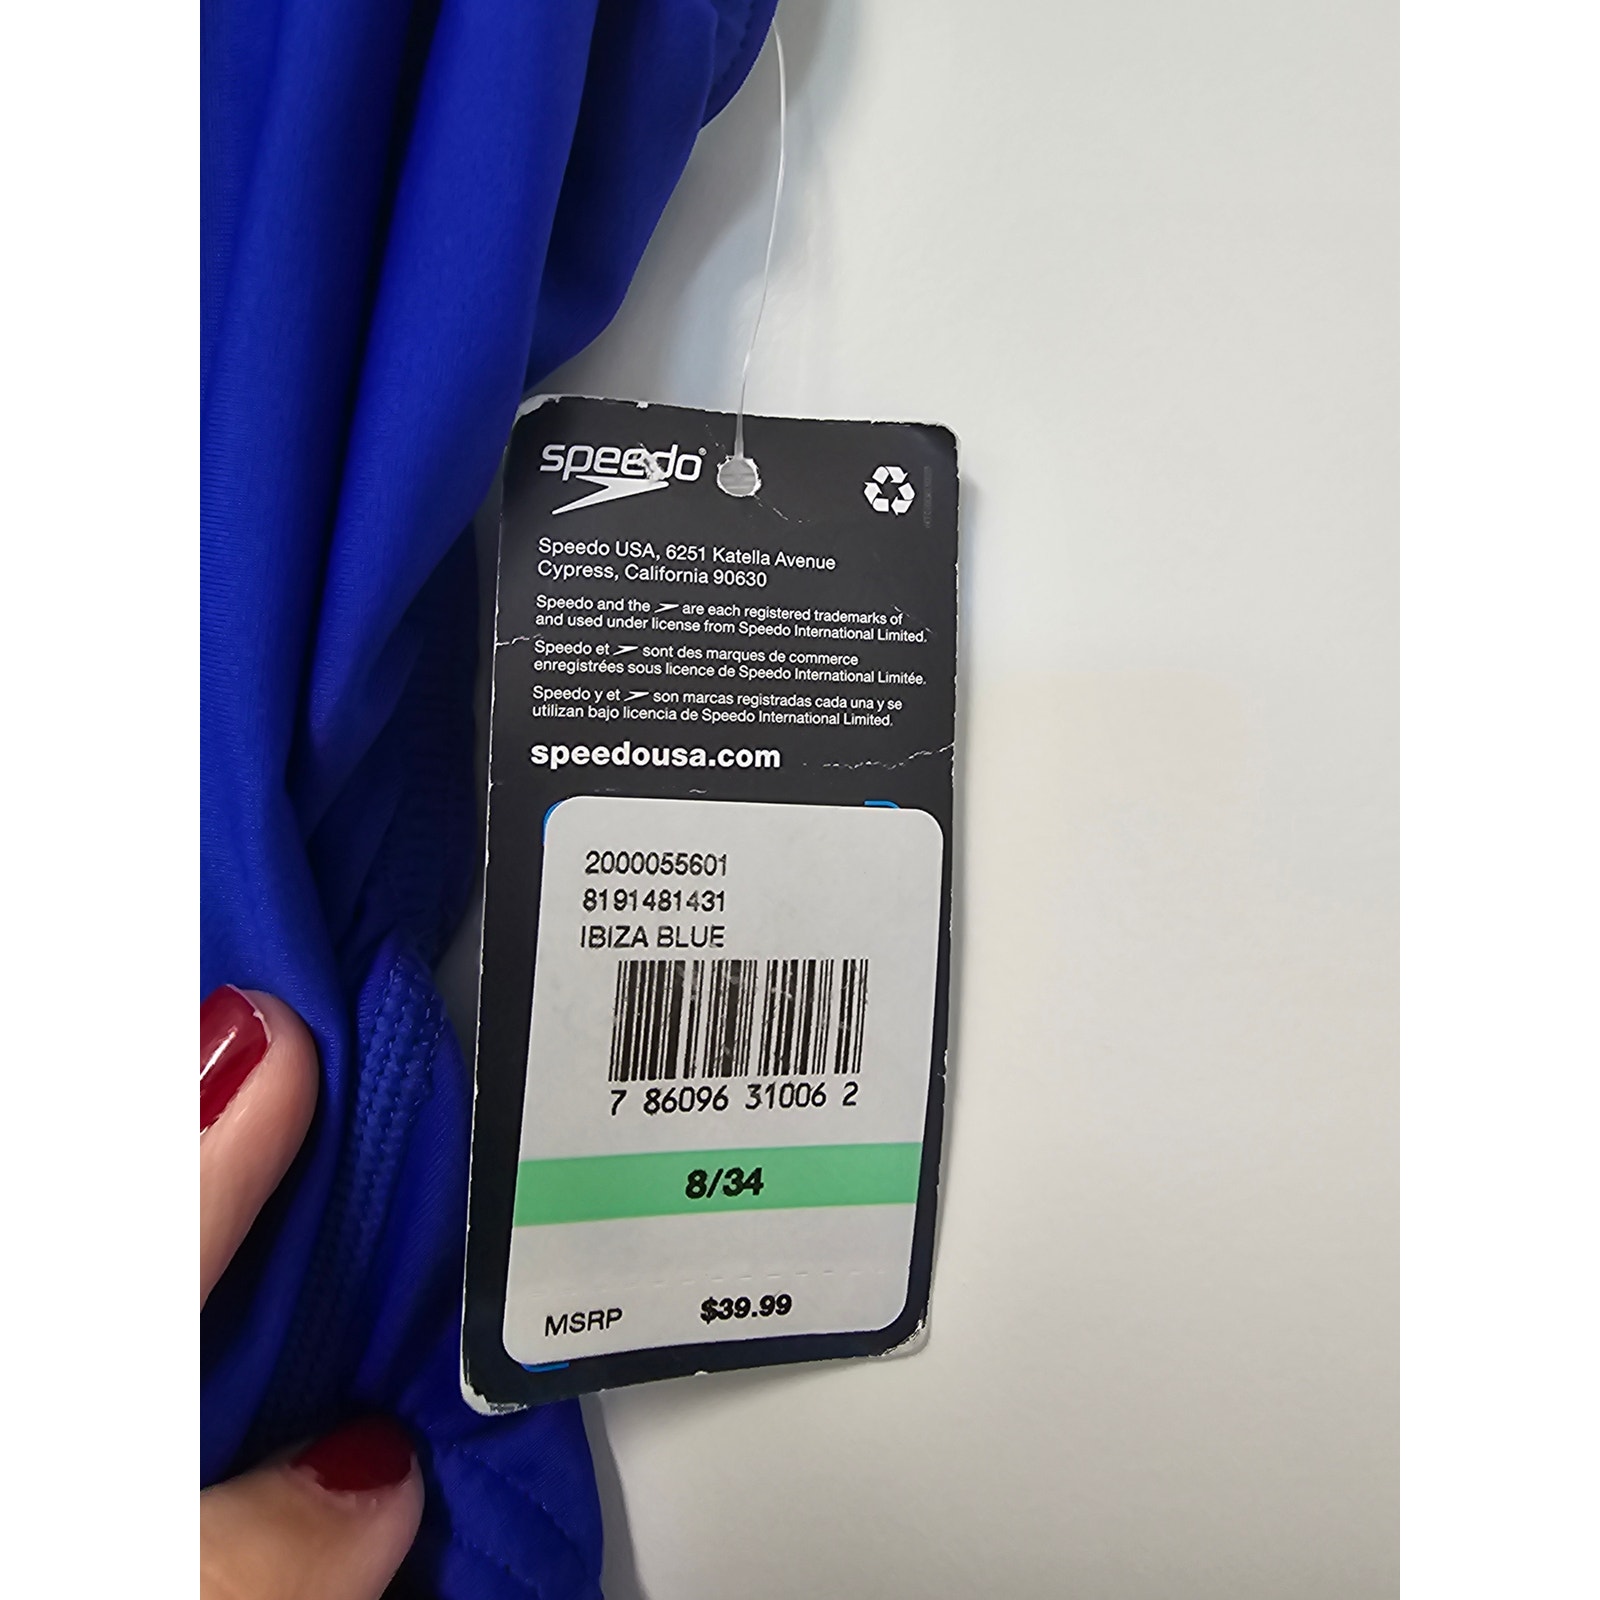 speedo®
Speedo USA, 6251 Katella Avenue
Cypress, California 90630
Speedo and the are each registered trademarks of
and used under license from Speedo International Limited.
Speedo et sont des marques de commerce
enregistrées sous licence de Speedo International Limitée.
Speedo y et son marcas registradas cada una y se
utilizan bajo licencia de Speedo International Limited.
speedousa.com
2000055601
8191481431
IBIZA BLUE
7 86096 31006 2
8/34
MSRP $39.99